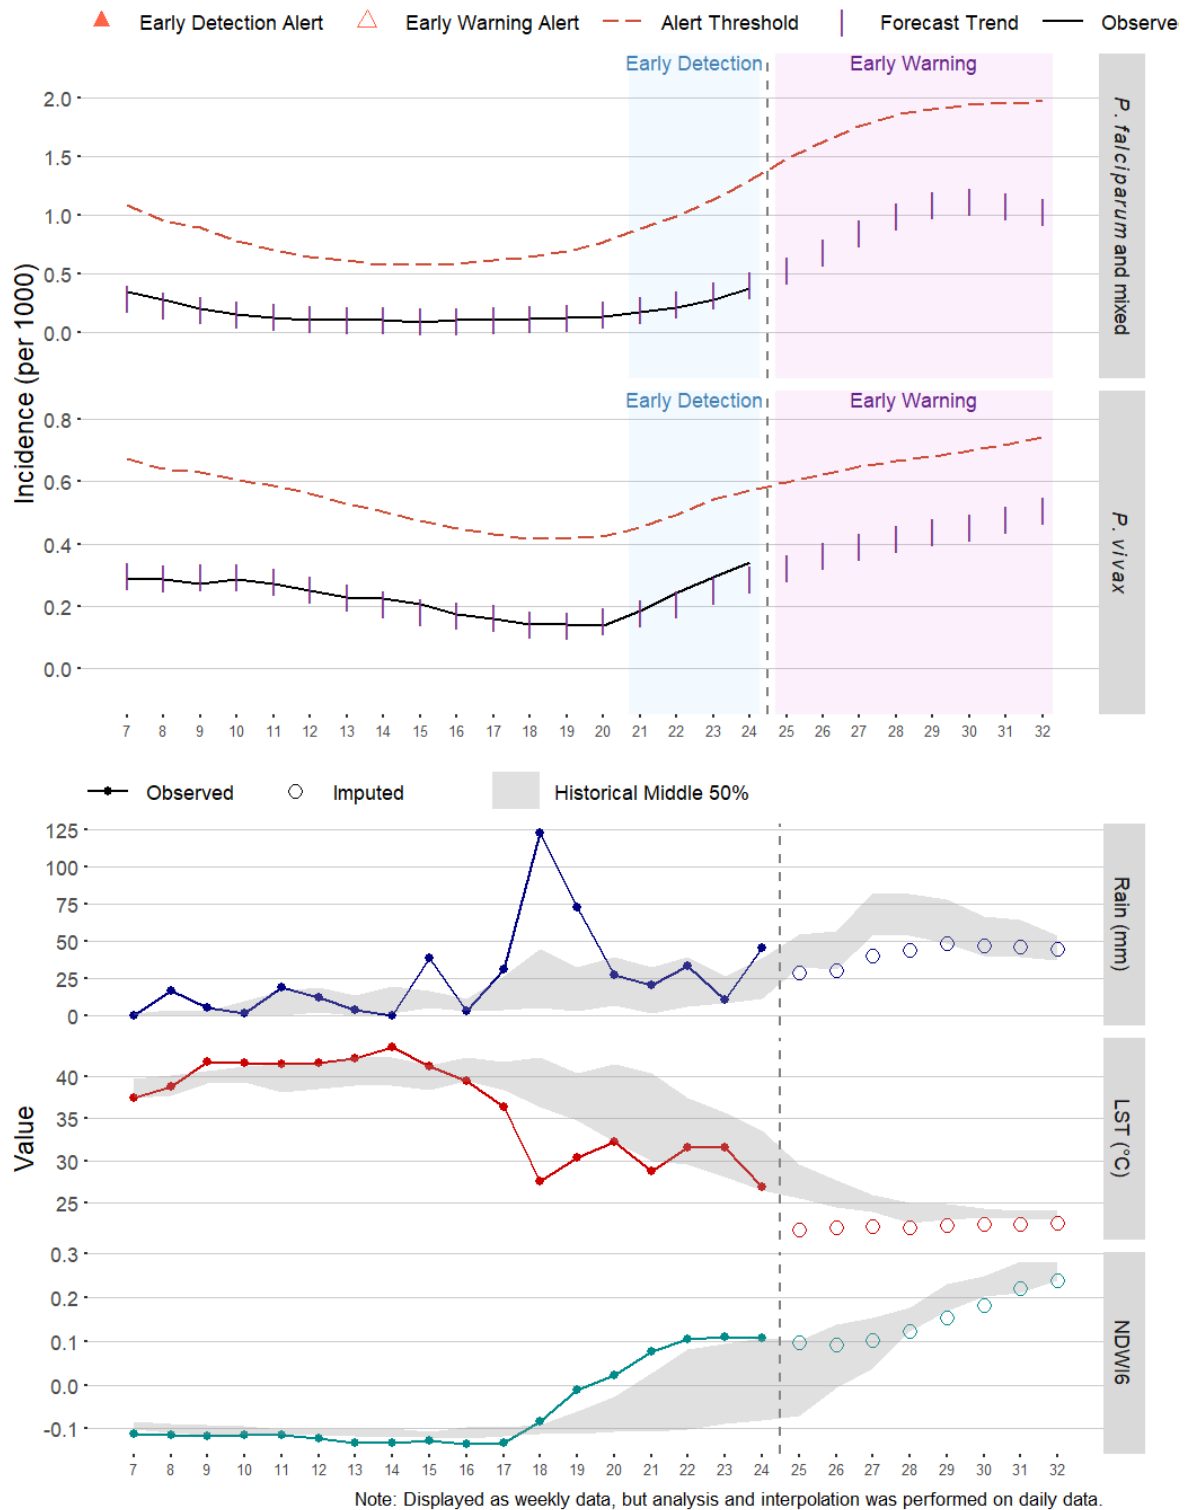 Early Detection Alert Early Warning Alert Alert Threshold Forecast Trend Observe
Early Detection Early Warning
2.0
1.5
1.0
0.5
0.0
P. falciparum and mixed
Incidence (per 1000)
Early Detection Early Warning
0.8
0.6
0.4
0.2
0.0
P. vivax
7 8 9 10 11 12 13 14 15 16 17 18 19 20 21 22 23 24 25 26 27 28 29 30 31 32
Observed Imputed Historical Middle 50%
125
100
75
50
25
0
Rain (mm)
Value
40
35
30
25
LST (°C)
0.3
0.2
0.1
0.0
-0.1
NDWI6
7 8 9 10 11 12 13 14 15 16 17 18 19 20 21 22 23 24 25 26 27 28 29 30 31 32
Note: Displayed as weekly data, but analysis and interpolation was performed on daily data.